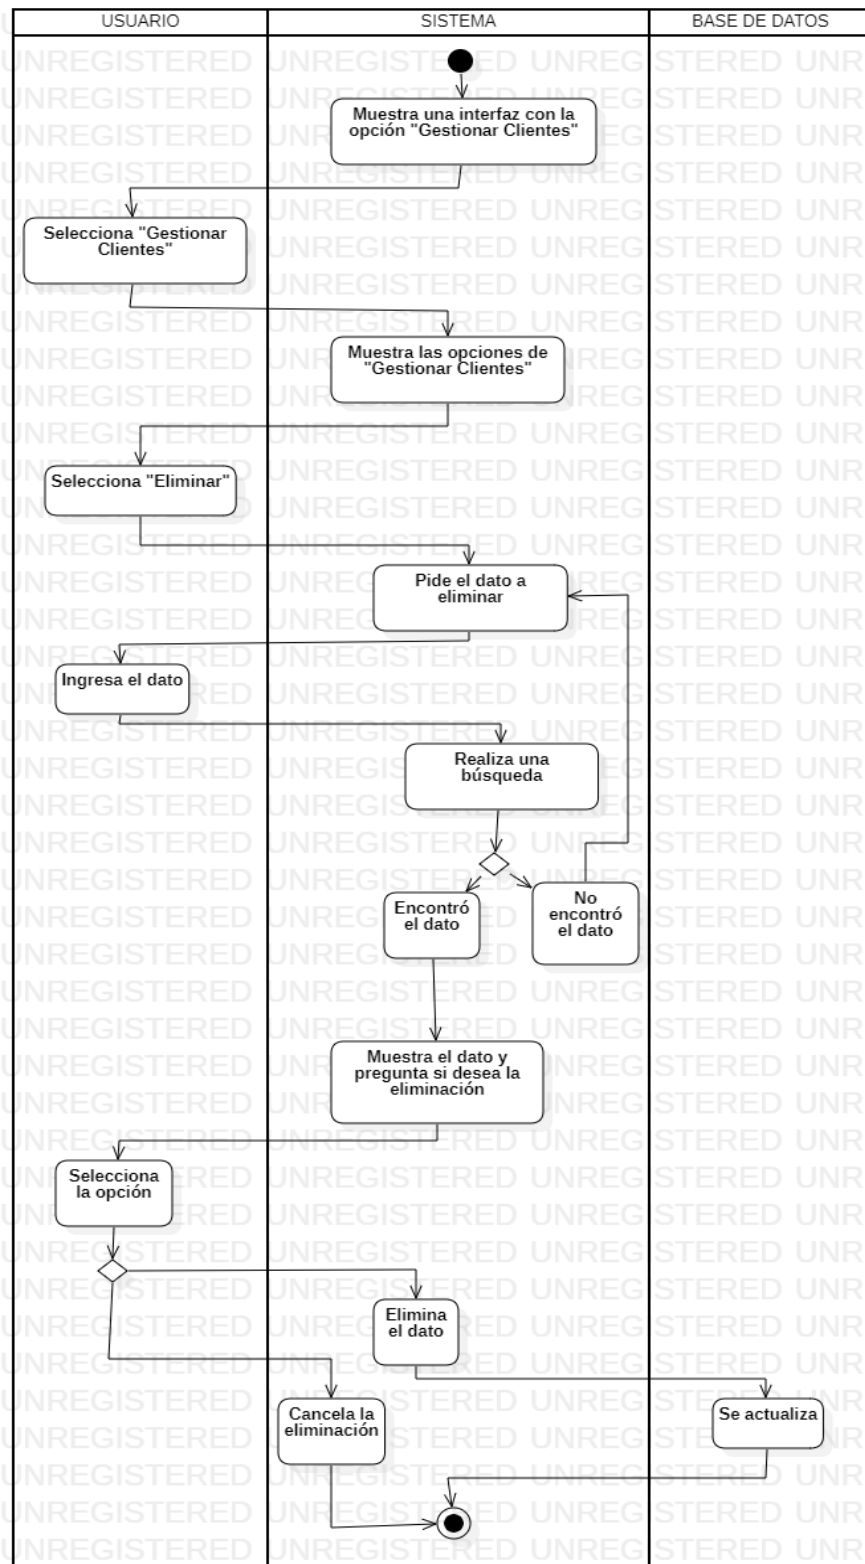 USUARIO
SISTEMA
BASE DE DATOS
Muestra una interfaz con la
opción "Gestionar Clientes"
Selecciona "Gestionar
Clientes"
Muestra las opciones de
"Gestionar Clientes"
Selecciona "Eliminar"
Pide el dato a
eliminar
Ingresa el dato
Realiza una
búsqueda
Encontró
el dato
No
encontró
el dato
Muestra el dato y
pregunta si desea la
eliminación
Selecciona
la opción
Elimina
el dato
Cancela la
eliminación
Se actualiza
UNREGISTERED